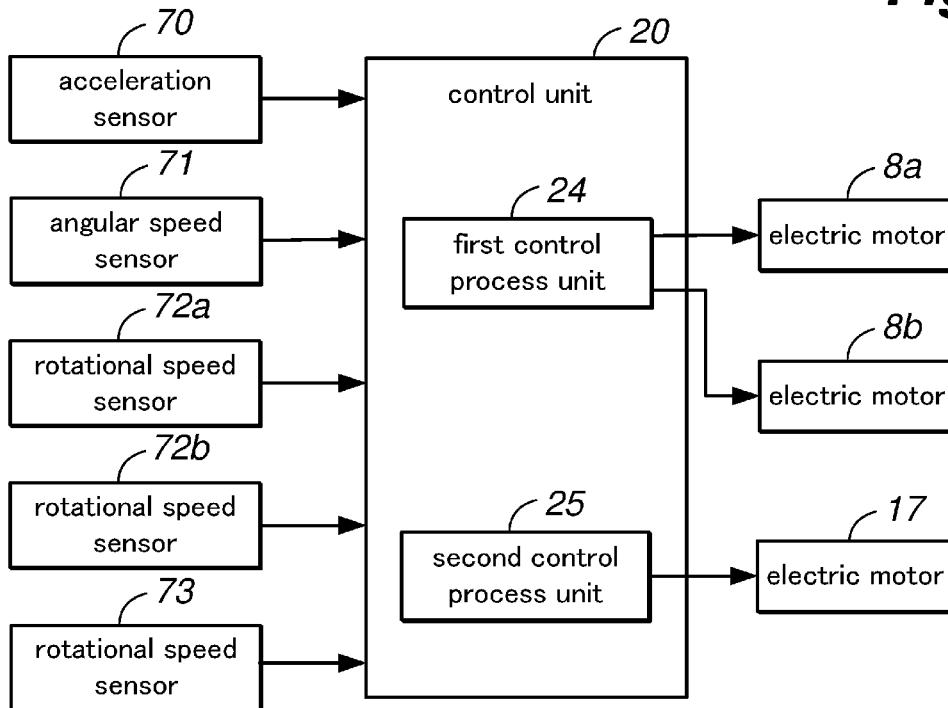 Fig
70
20
acceleration
sensor
control unit
71
24
8a
angular speed
sensor
first control
process unit
electric motor
72a
8b
rotational speed
sensor
electric motor
72b
25
17
rotational speed
sensor
second control
process unit
electric motor
73
rotational speed
sensor